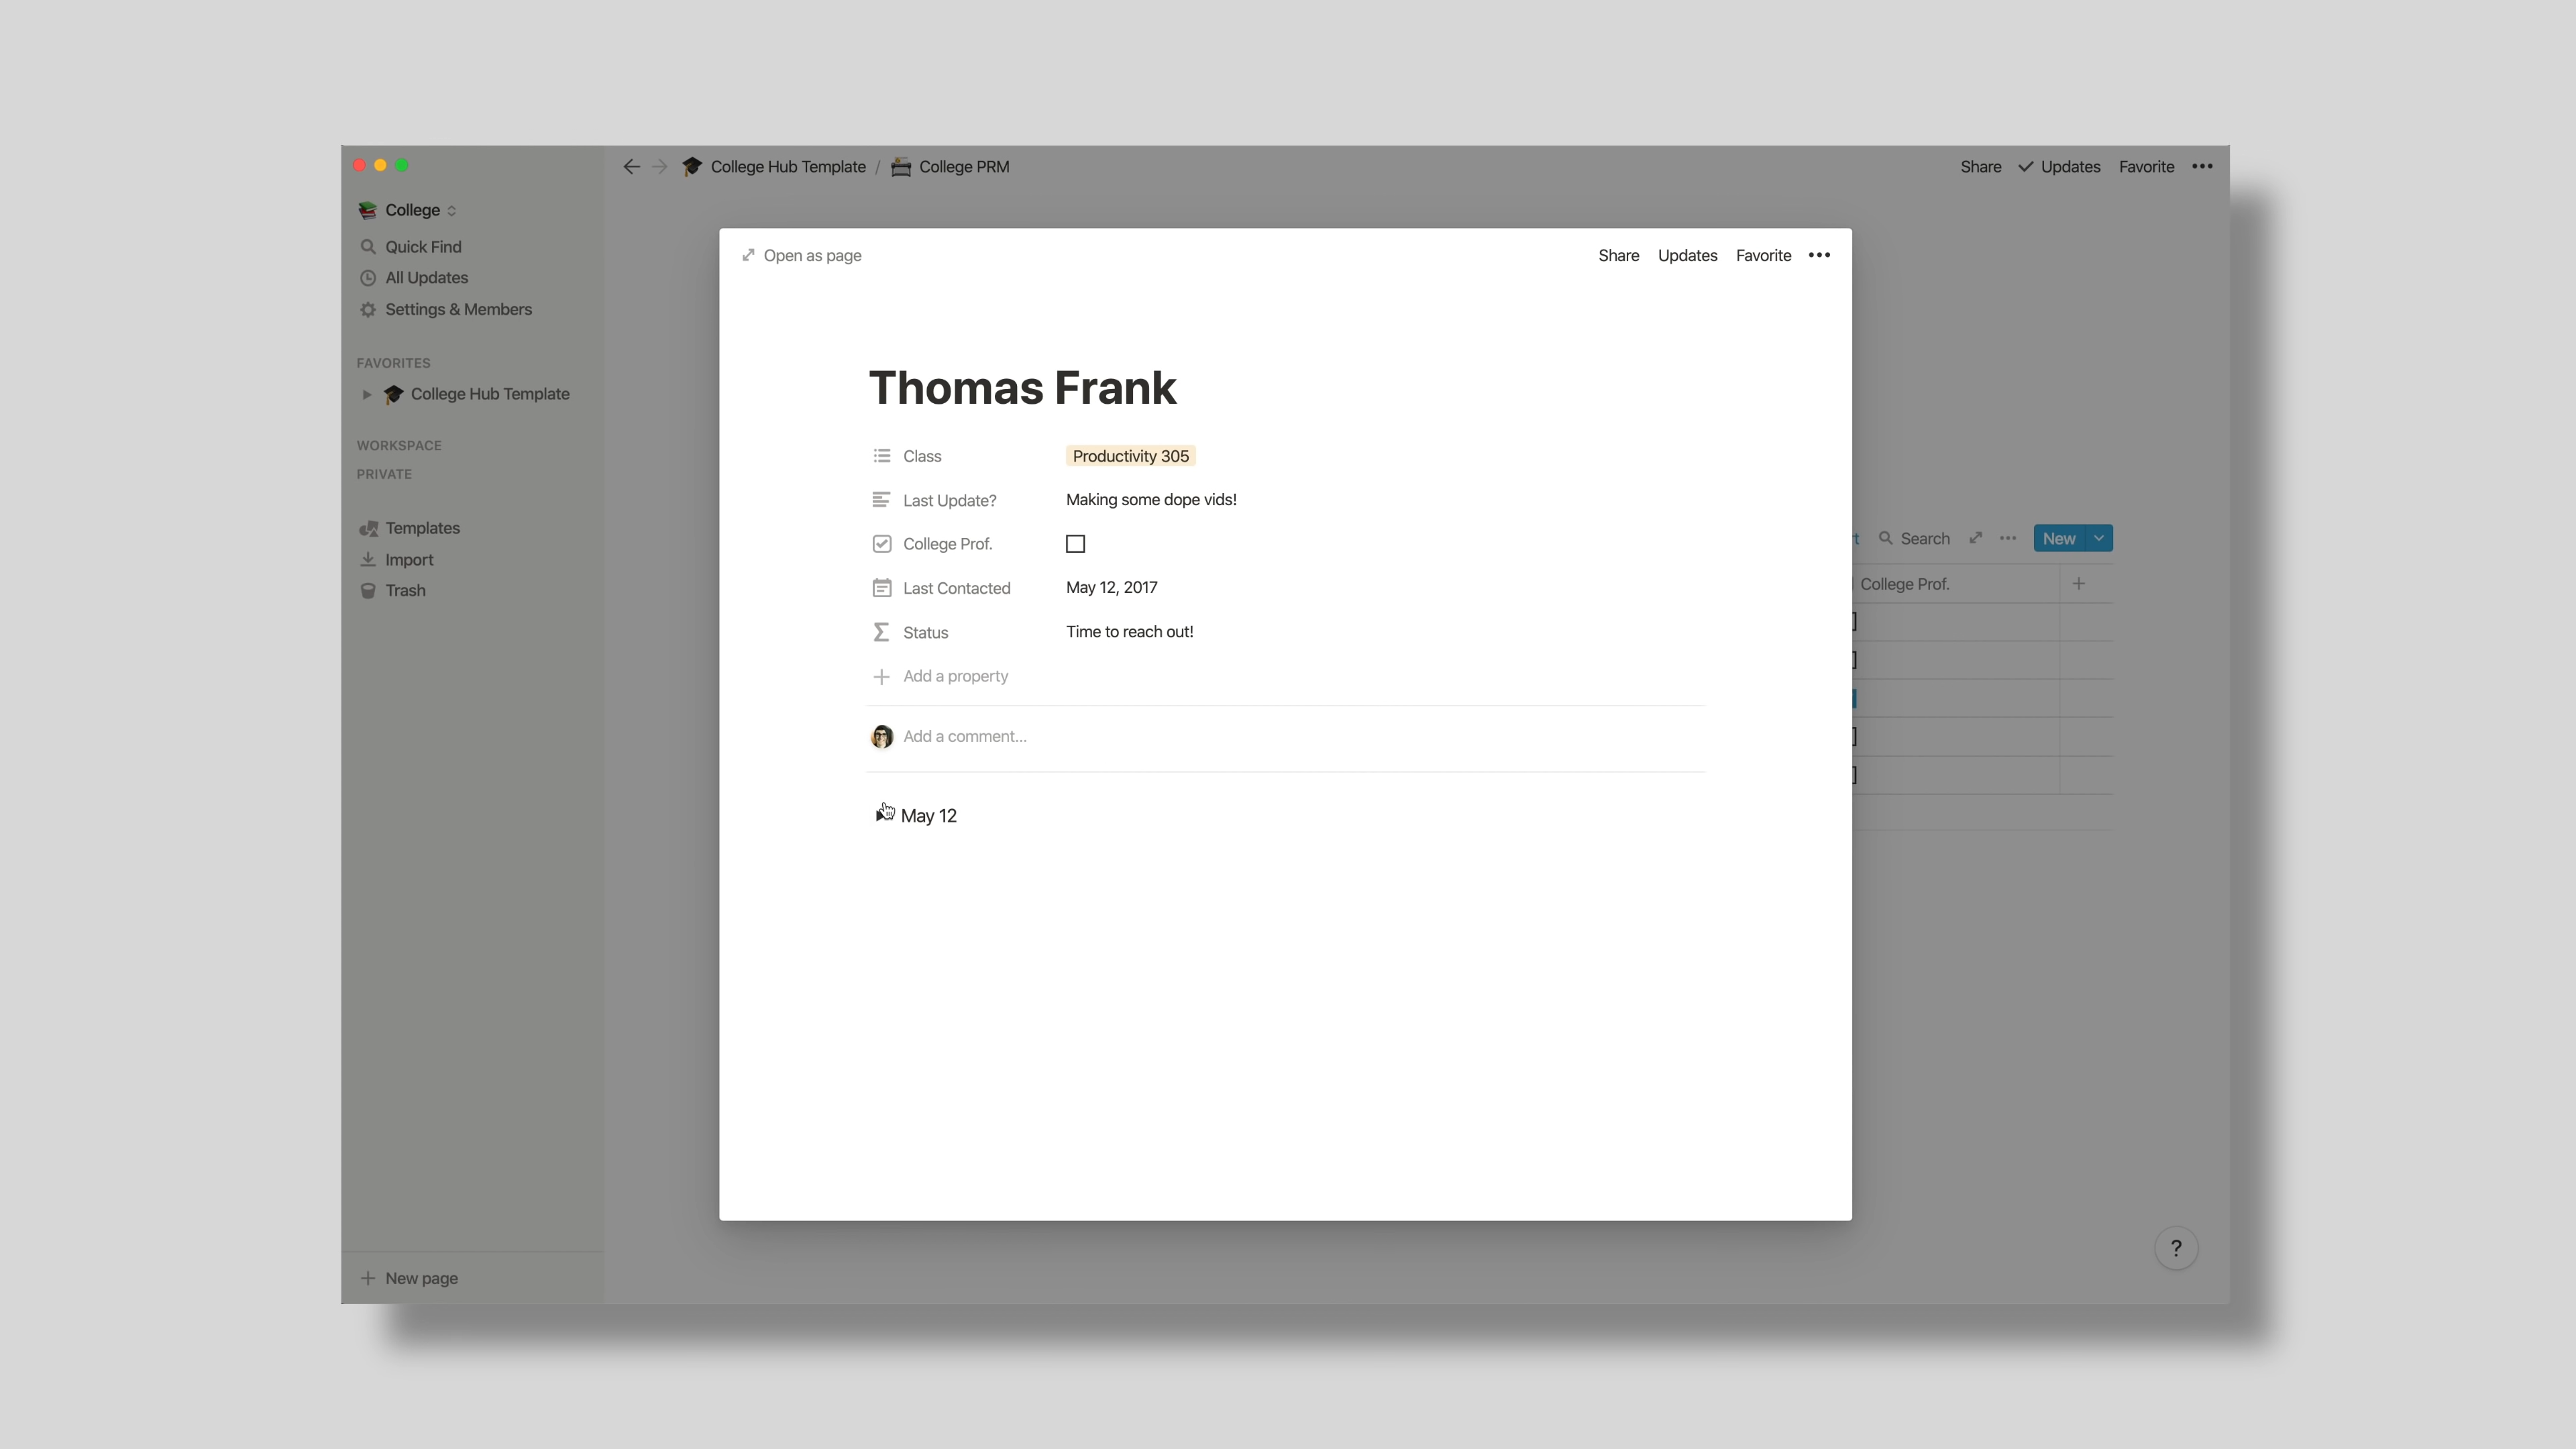 College Hub Template / College PRM
Share Updates Favorite
College
Quick Find
All Updates
Settings & Members
FAVORITES
College Hub Template
WORKSPACE
PRIVATE
Templates
Import
Trash
New page
Open as page
Share Updates Favorite
Thomas Frank
Class Productivity 305
Last Update? Making some dope vids!
College Prof.
Last Contacted May 12, 2017
Status Time to reach out!
Add a property
Add a comment...
May 12
Search New
College Prof.
?